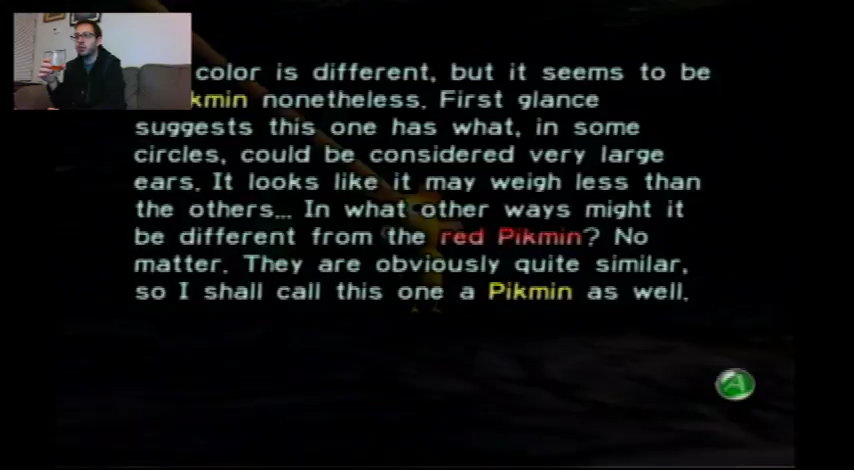 color is different, but it seems to be
kmin nonetheless. First glance
suggests this one has what, in some
circles, could be considered very large
ears. It looks like it may weigh less than
the others... In what other ways might it
be different from the red Pikmin? No
matter. They are obviously quite similar,
so I shall call this one a Pikmin as well.
A